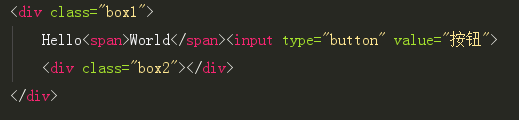 <div class="box1">
Hello<span>World</span><input type="button" value="按钮">
<div class="box2"></div>
</div>